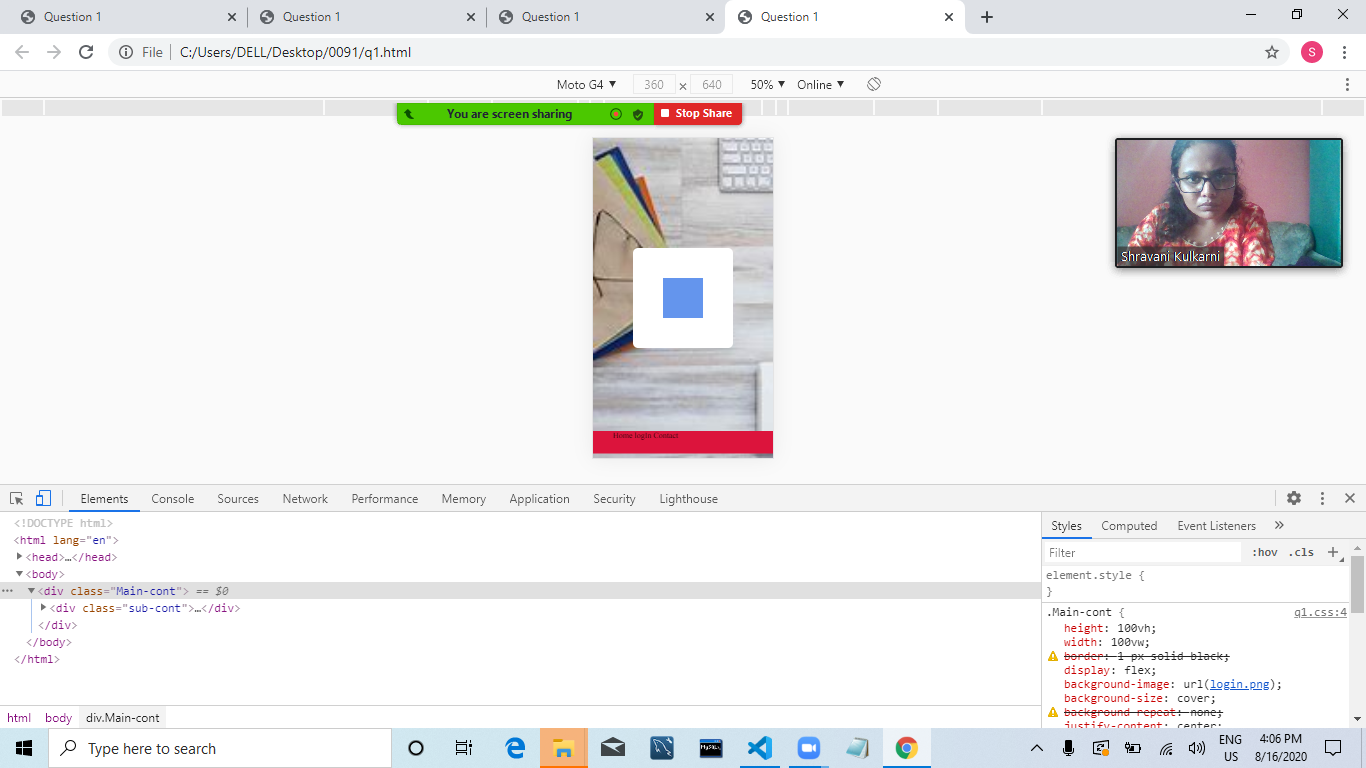 Question 1
Question 1
Question 1
Question 1
File
C:/Users/DELL/Desktop/0091/q1.html
S
Moto G4 ▼ 360 × 640 50% ▼ Online ▼
You are screen sharing
Stop Share
Shravani Kulkarni
Home login Contact
Elements Console Sources Network Performance Memory Application Security Lighthouse
<!DOCTYPE html>
<html lang="en">
<head>…</head>
<body>
<div class="Main-cont"> == $0
<div class="sub-cont">…</div>
</div>
</body>
</html>
html body div.Main-cont
Styles Computed Event Listeners »
Filter :hov .cls +
element.style {
}
.Main-cont { q1.css:4
height: 100vh;
width: 100vw;
border: 1 px solid black;
display: flex;
background-image: url(login.png);
background-size: cover;
background-repeat: none;
justify-content: center;
Type here to search
MySQL
ENG
US
4:06 PM
8/16/2020